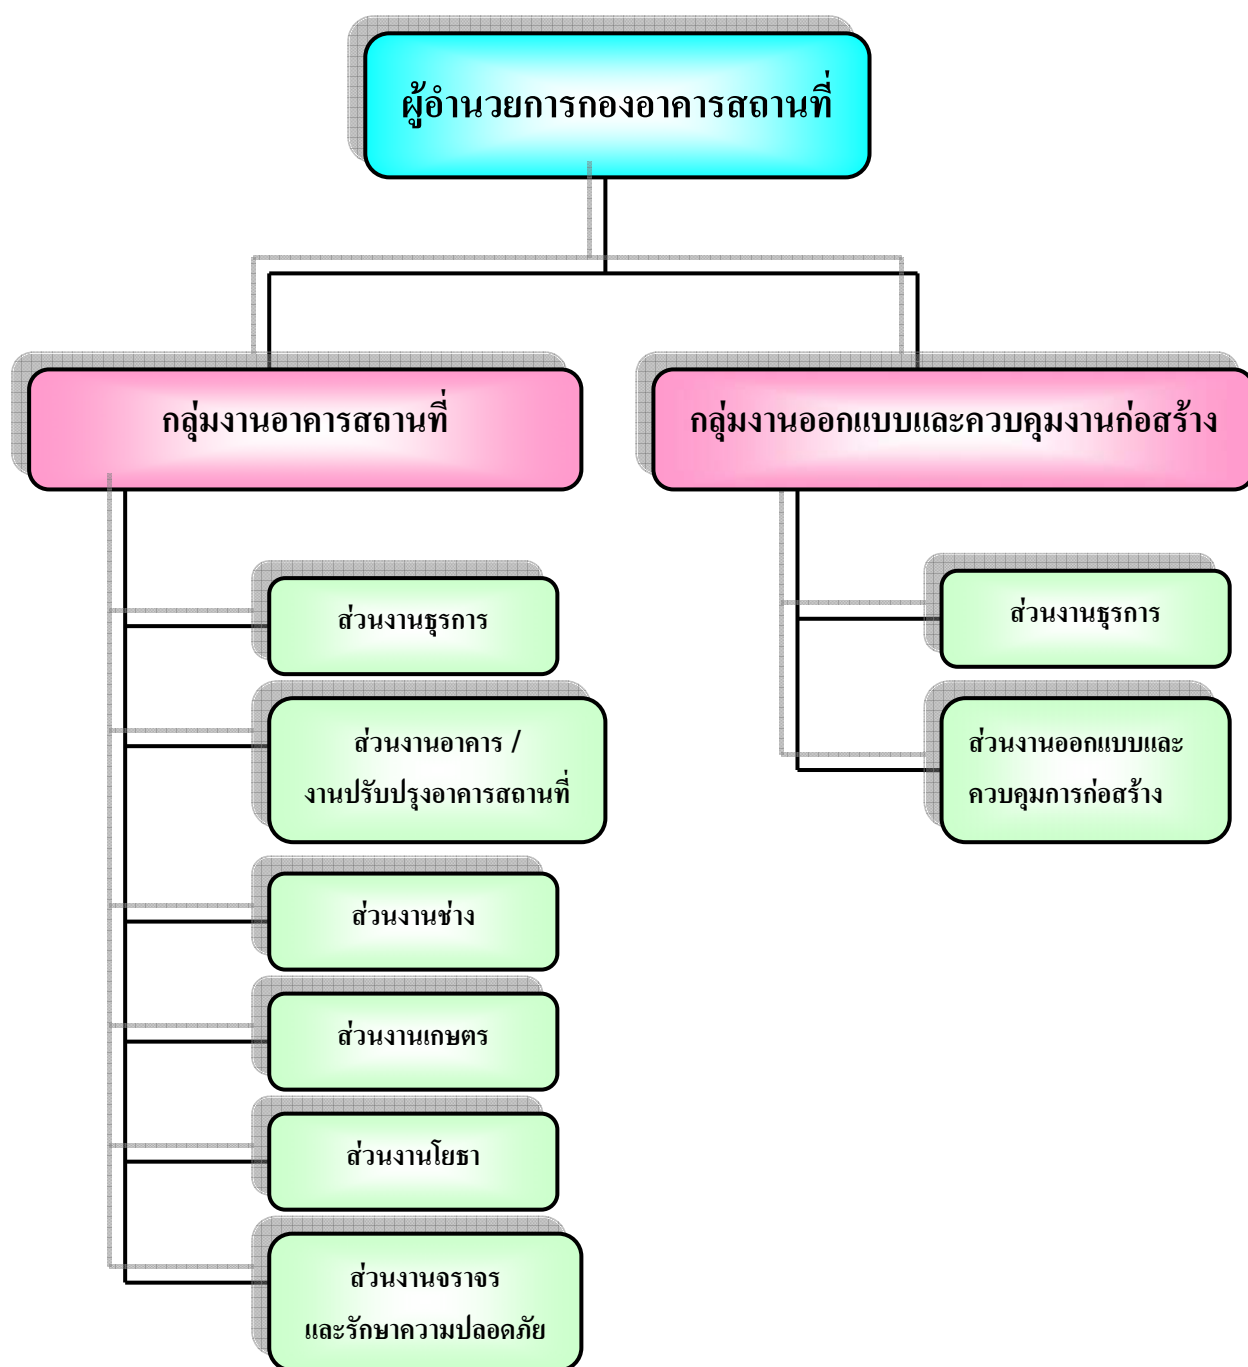 ผู้อำนวยการกองอาคารสถานที่
กลุ่มงานอาคารสถานที่
ส่วนงานธุรการ
ส่วนงานอาคาร /
งานปรับปรุงอาคารสถานที่
ส่วนงานช่าง
ส่วนงานเกษตร
ส่วนงานโยธา
ส่วนงานจราจร
และรักษาความปลอดภัย
กลุ่มงานออกแบบและควบคุมงานก่อสร้าง
ส่วนงานธุรการ
ส่วนงานออกแบบและ
ควบคุมการก่อสร้าง